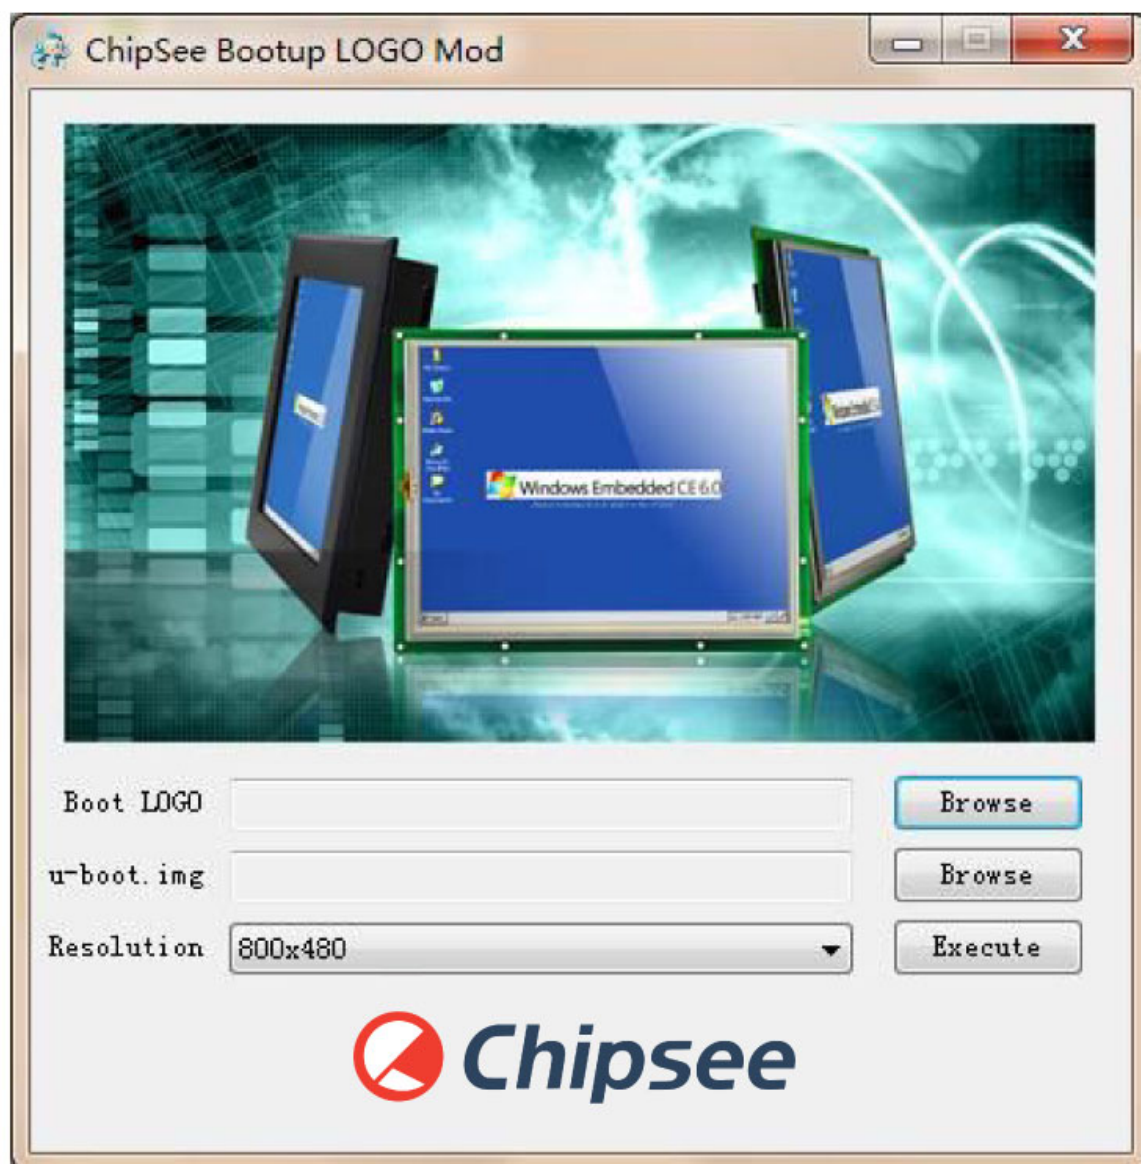 ChipSee Bootup LOGO Mod
Windows Embedded CE 6.0
Boot LOGO
Browse
u-boot.img
Browse
Resolution
800x480
Execute
Chipsee